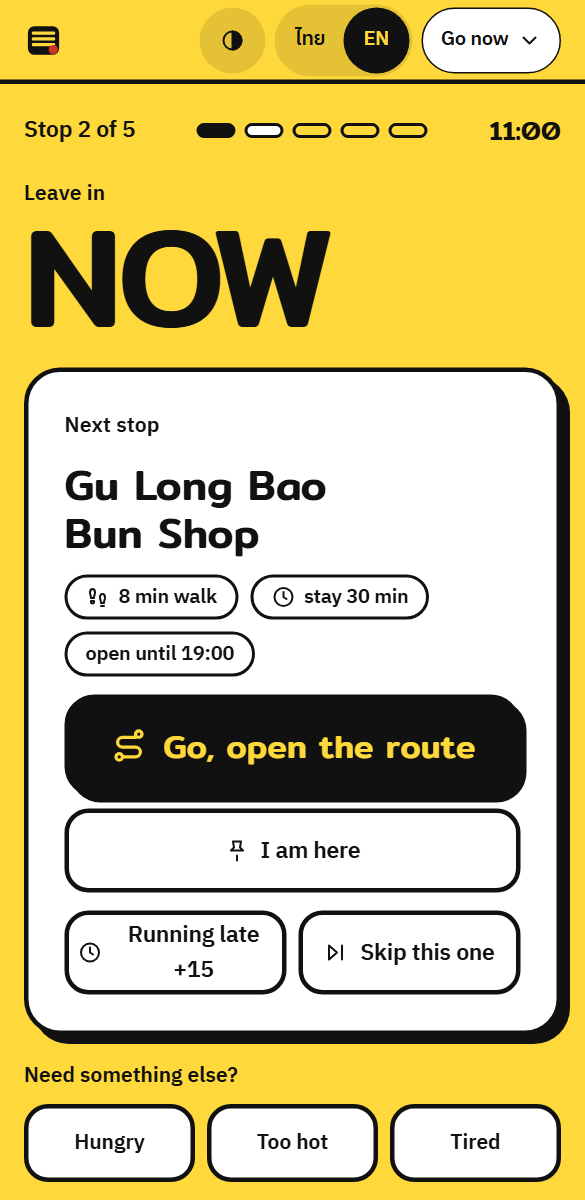 ไทย EN Go now
Stop 2 of 5 11:00
Leave in
NOW
Next stop
Gu Long Bao
Bun Shop
8 min walk stay 30 min
open until 19:00
Go, open the route
I am here
Running late
+15
Skip this one
Need something else?
Hungry Too hot Tired